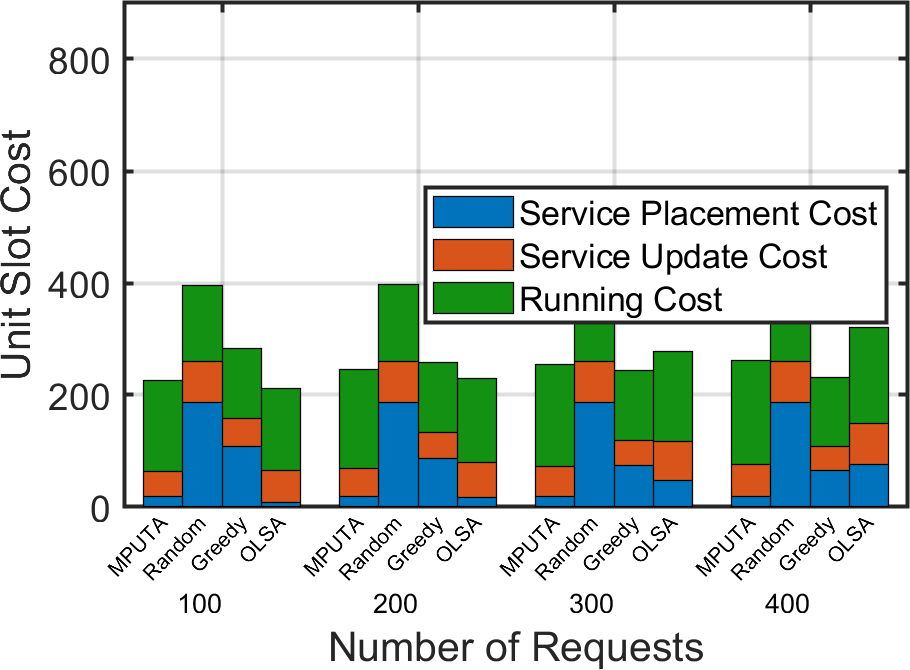 Unit Slot Cost
800
600
400
200
0
Service Placement Cost
Service Update Cost
Running Cost
MPUTA Random Greedy OLSA MPUTA Random Greedy OLSA MPUTA Random Greedy OLSA MPUTA Random Greedy OLSA
100 200 300 400
Number of Requests